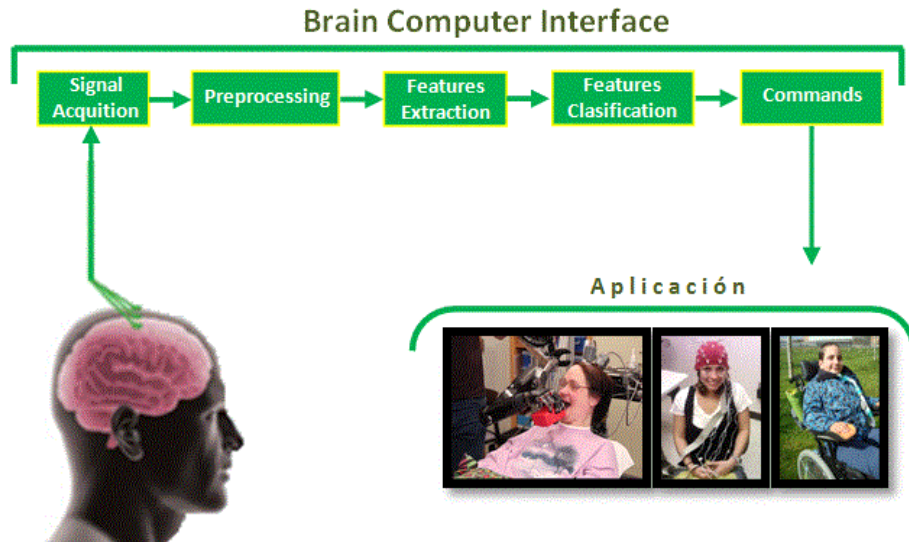 Brain Computer Interface
Signal
Acquition
Preprocessing
Features
Extraction
Features
Clasification
Commands
Aplicación